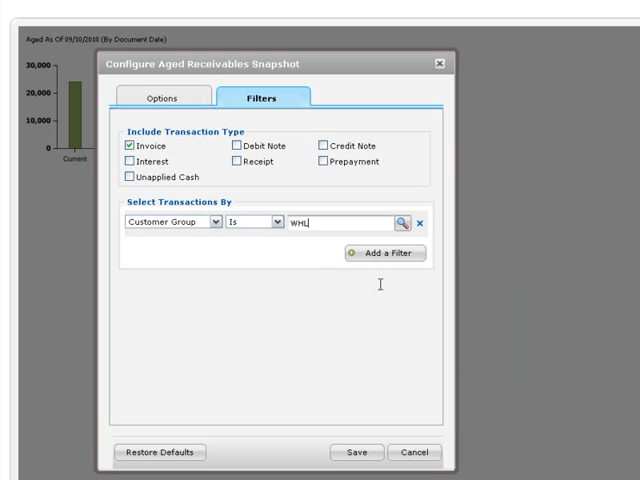 Aged As Of 09/10/2010 (By Document Date)
30,000
20,000
10,000
0
Current
Configure Aged Receivables Snapshot
Options
Filters
Include Transaction Type
Invoice Debit Note Credit Note
Interest Receipt Prepayment
Unapplied Cash
Select Transactions By
Customer Group Is WHL
Add a Filter
Restore Defaults Save Cancel